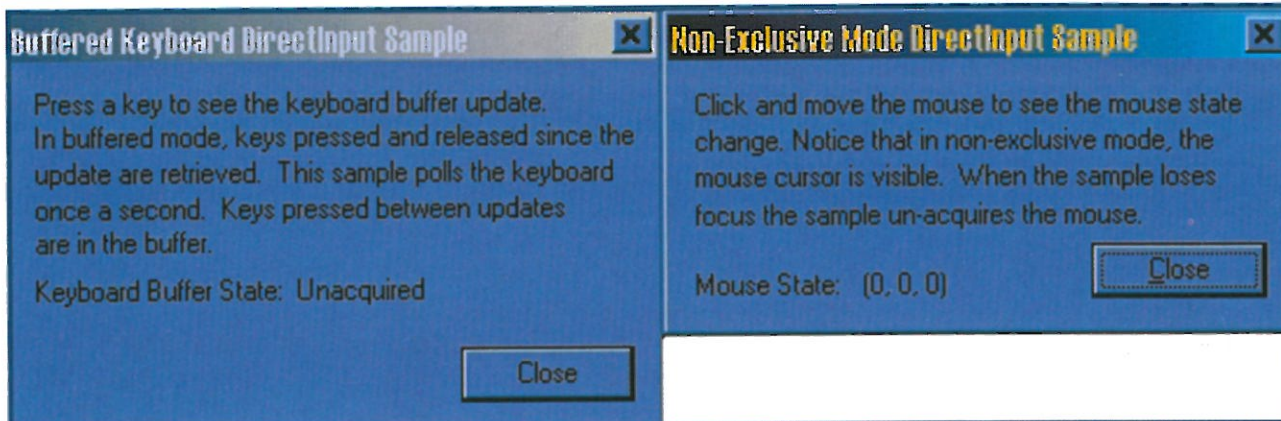 Buffered Keyboard DirectInput Sample
Press a key to see the keyboard buffer update.
In buffered mode, keys pressed and released since the
update are retrieved. This sample polls the keyboard
once a second. Keys pressed between updates
are in the buffer.
Keyboard Buffer State: Unacquired
Close
Non-Exclusive Mode DirectInput Sample
Click and move the mouse to see the mouse state
change. Notice that in non-exclusive mode, the
mouse cursor is visible. When the sample loses
focus the sample un-acquires the mouse.
Mouse State: (0, 0, 0)
Close